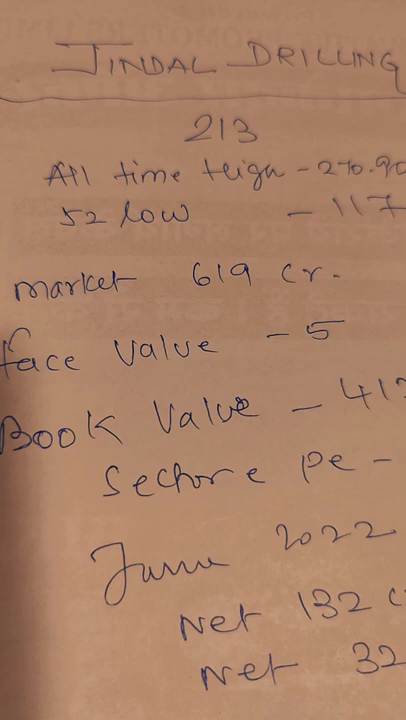 JINDAL DRILLING
213
All time High - 270.90
52 low - 117
market 619 cr.
face Value - 5
Book Value - 413
Sectore Pe -
June 2022
Net 132 c
Net 32